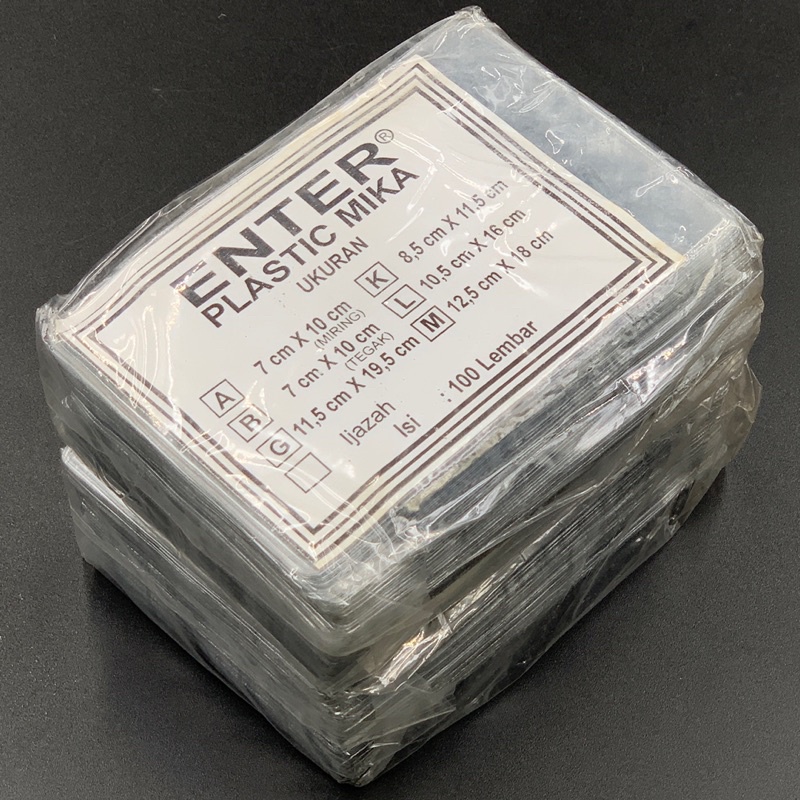 ENTER®
PLASTIC MIKA
UKURAN
A 7 cm X 10 cm
(MIRING)
B 7 cm X 10 cm
(TEGAK)
G 11,5 cm X 19,5 cm
Ijazah
K 8,5 cm X 11,5 cm
L 10,5 cm X 16 cm
M 12,5 cm X 18 cm
Isi : 100 Lembar